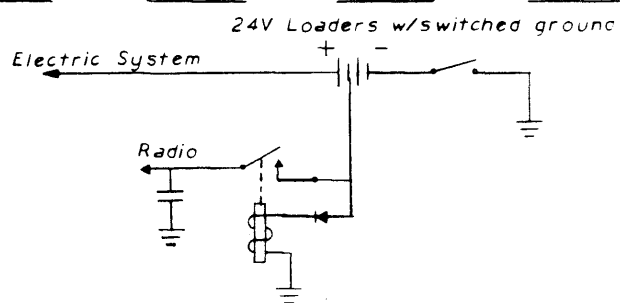 24V Loaders w/switched ground
+ -
Electric System
Radio